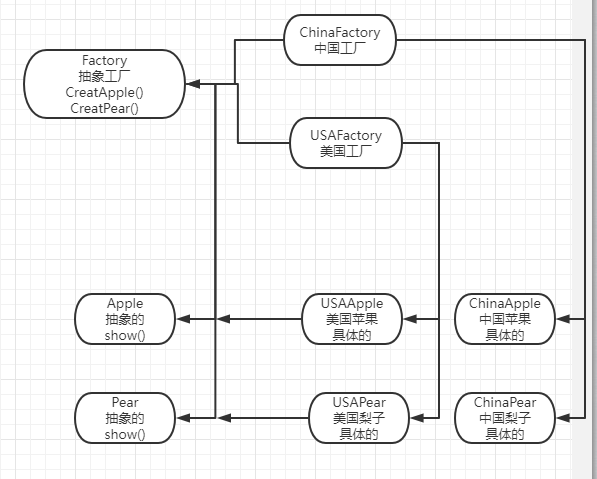 ChinaFactory
中国工厂
Factory
抽象工厂
CreatApple()
CreatPear()
USAFactory
美国工厂
Apple
抽象的
show()
USAApple
美国苹果
具体的
ChinaApple
中国苹果
具体的
Pear
抽象的
show()
USAPear
美国梨子
具体的
ChinaPear
中国梨子
具体的